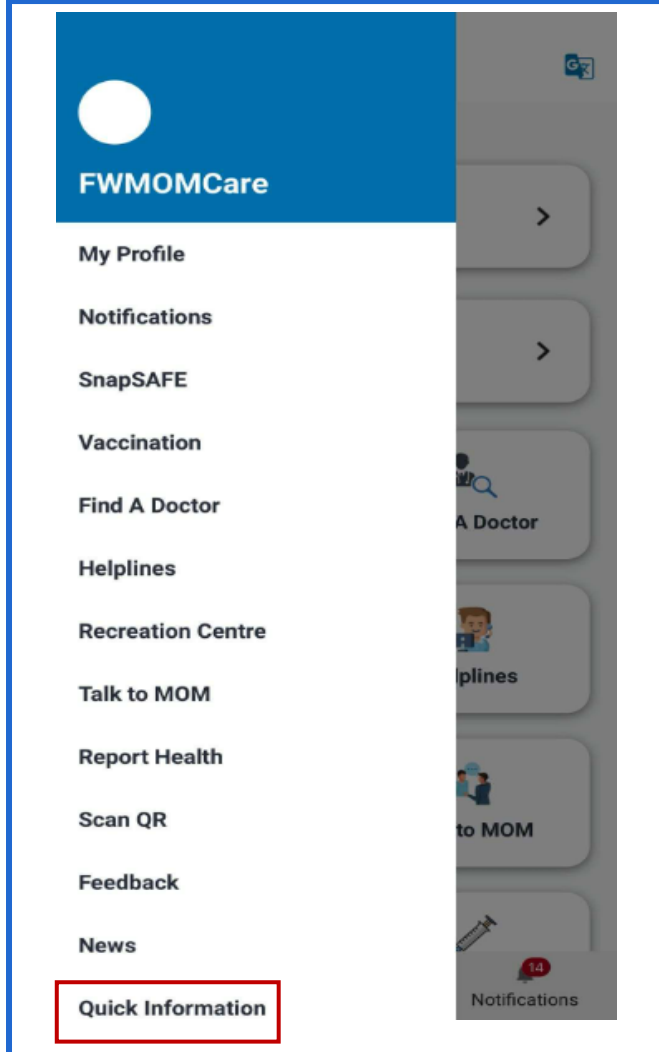 FWMOMCare
My Profile
Notifications
SnapSAFE
Vaccination
Find A Doctor
Helplines
Recreation Centre
Talk to MOM
Report Health
Scan QR
Feedback
News
Quick Information
A Doctor
lplines
to MOM
14
Notifications